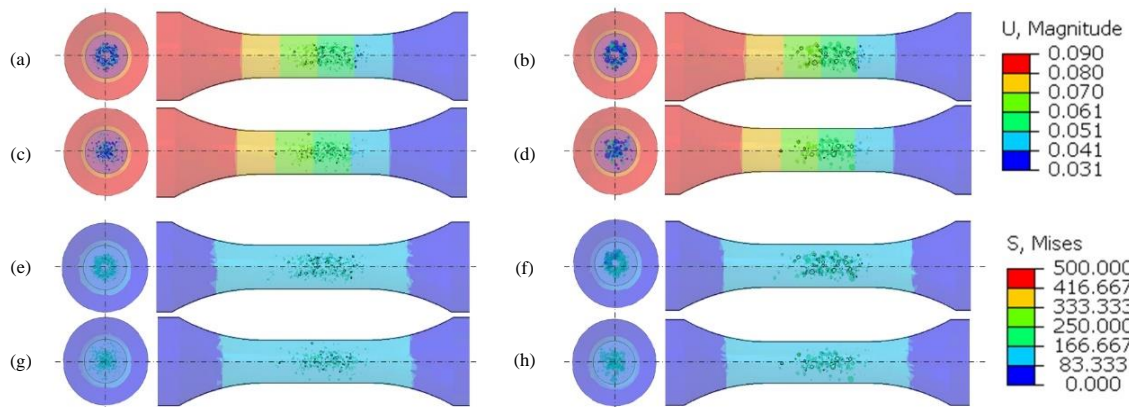 (a)
(b)
(c)
(d)
U, Magnitude
0.090
0.080
0.070
0.061
0.051
0.041
0.031
(e)
(f)
(g)
(h)
S, Mises
500.000
416.667
333.333
250.000
166.667
83.333
0.000